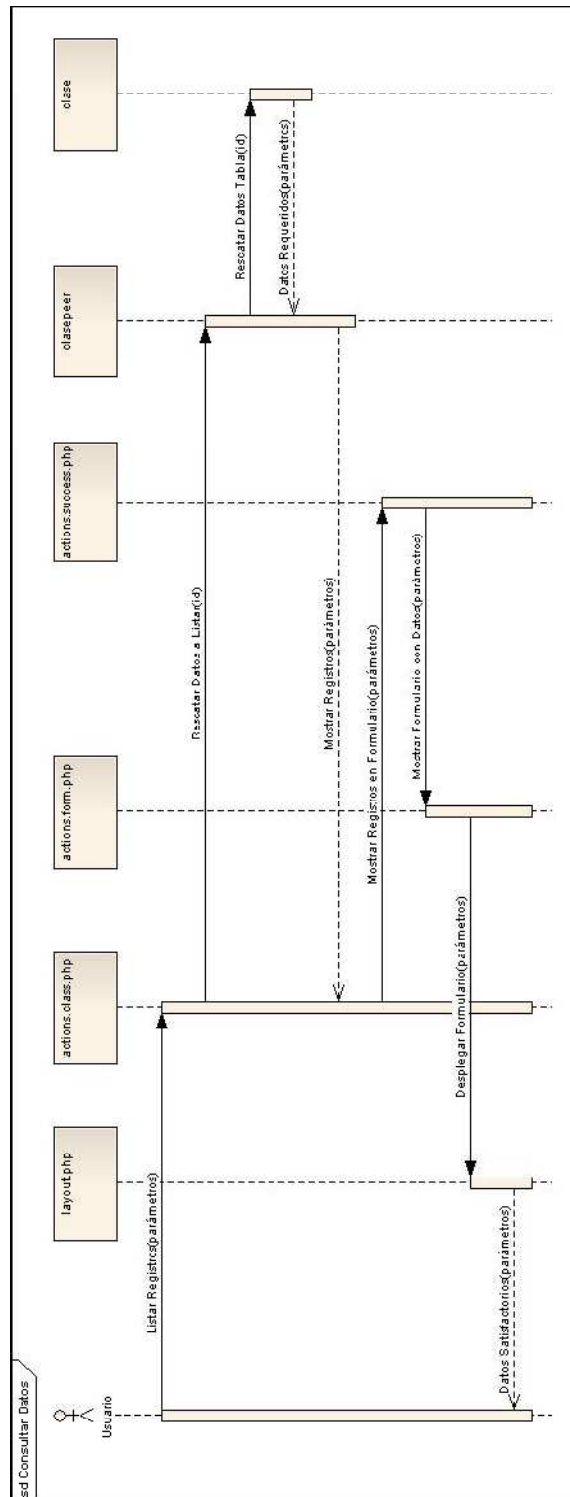 sd Consultar Datos
Usuario
layout.php
actions.class.php
actions.form.php
actions.success.php
clasepeer
clase
Listar Registros(parámetros)
Rescatar Datos a Listar(id)
Rescatar Datos Tabla(id)
Datos Requeridos(parámetros)
Mostrar Registros(parámetros)
Mostrar Registros en Formulario(parámetros)
Mostrar Formulario con Datos(parámetros)
Desplegar Formulario(parámetros)
Datos Satisfactorios(parámetros)